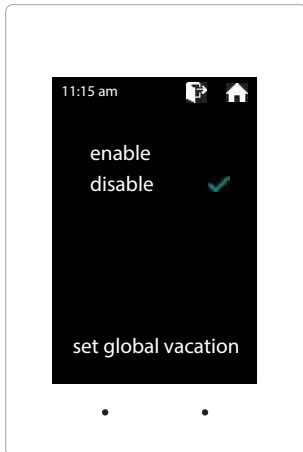 11:15 am
enable
disable
set global vacation